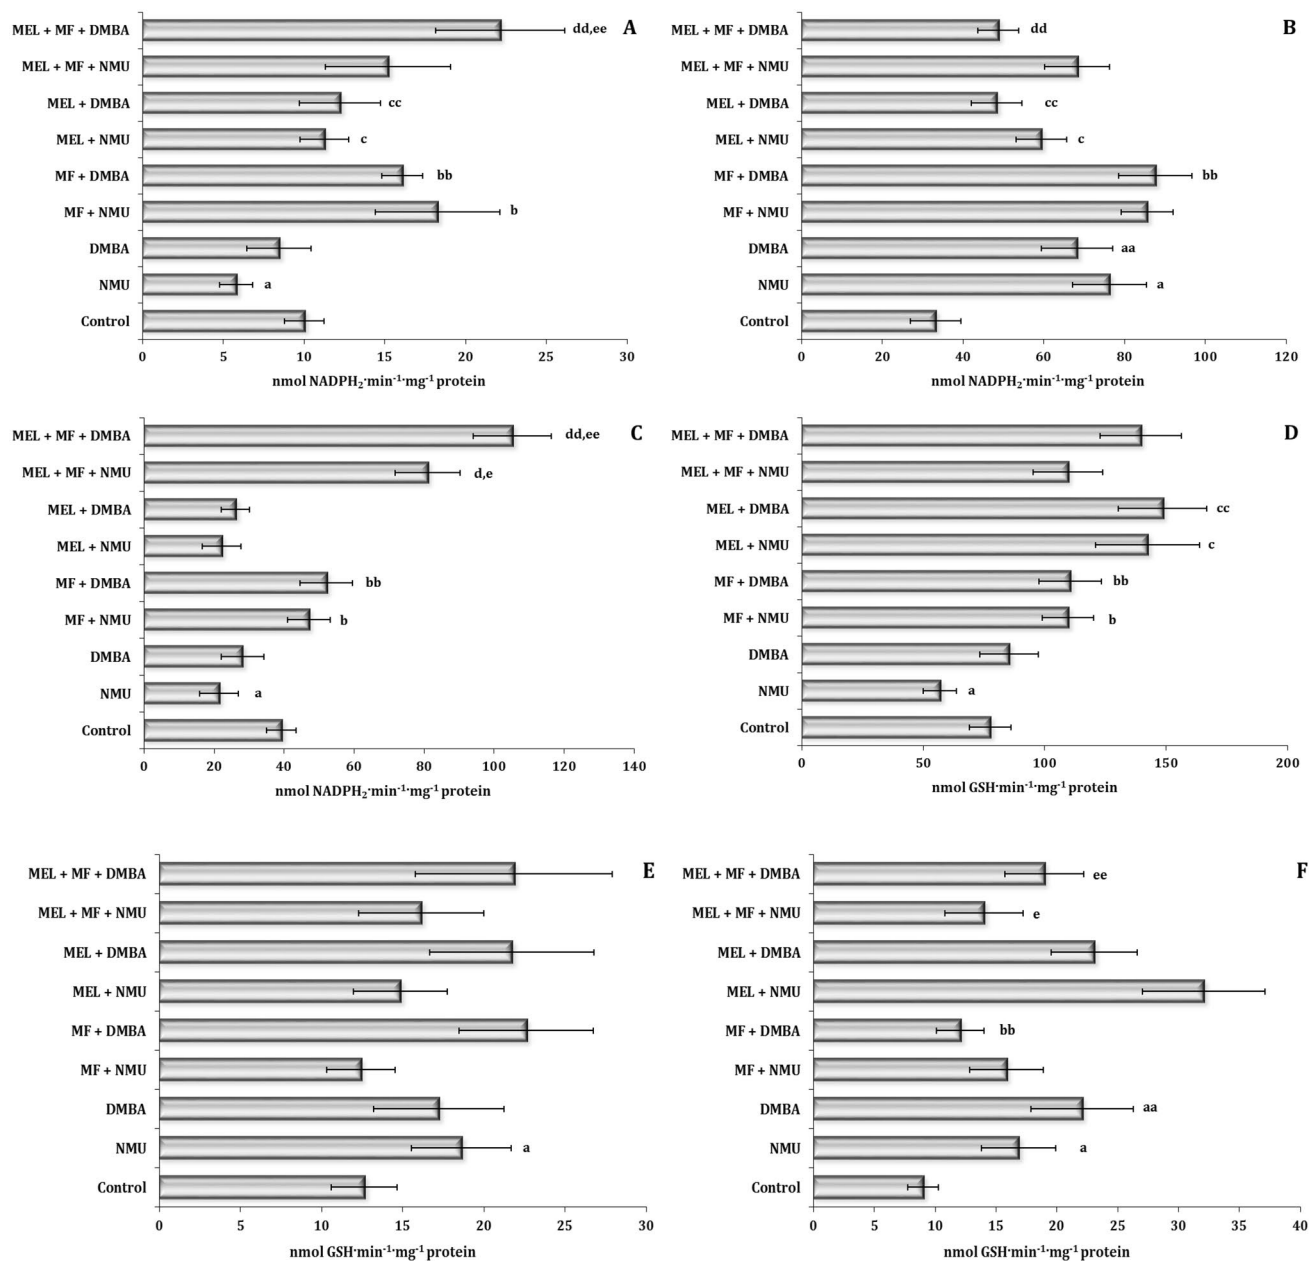 MEL + MF + DMBA dd,ee A
MEL + MF + NMU
MEL + DMBA cc
MEL + NMU c
MF + DMBA bb
MF + NMU b
DMBA
NMU a
Control
0 5 10 15 20 25 30
nmol NADPH₂·min⁻¹·mg⁻¹ protein
MEL + MF + DMBA dd B
MEL + MF + NMU
MEL + DMBA cc
MEL + NMU c
MF + DMBA bb
MF + NMU
DMBA aa
NMU a
Control
0 20 40 60 80 100 120
nmol NADPH₂·min⁻¹·mg⁻¹ protein
MEL + MF + DMBA dd,ee C
MEL + MF + NMU d,e
MEL + DMBA
MEL + NMU
MF + DMBA bb
MF + NMU b
DMBA
NMU a
Control
0 20 40 60 80 100 120 140
nmol NADPH₂·min⁻¹·mg⁻¹ protein
MEL + MF + DMBA D
MEL + MF + NMU
MEL + DMBA cc
MEL + NMU c
MF + DMBA bb
MF + NMU b
DMBA
NMU a
Control
0 50 100 150 200
nmol GSH·min⁻¹·mg⁻¹ protein
MEL + MF + DMBA E
MEL + MF + NMU
MEL + DMBA
MEL + NMU
MF + DMBA
MF + NMU
DMBA
NMU a
Control
0 5 10 15 20 25 30
nmol GSH·min⁻¹·mg⁻¹ protein
MEL + MF + DMBA ee F
MEL + MF + NMU e
MEL + DMBA
MEL + NMU
MF + DMBA bb
MF + NMU
DMBA aa
NMU a
Control
0 5 10 15 20 25 30 35 40
nmol GSH·min⁻¹·mg⁻¹ protein